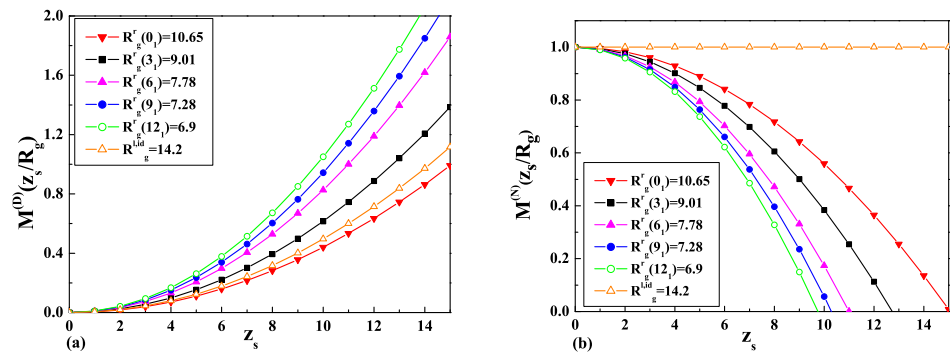 2.0
1.6
1.2
0.8
0.4
0.0
M^(D)(z_s/R_g)
R^r_g(0_1)=10.65
R^r_g(3_1)=9.01
R^r_g(6_1)=7.78
R^r_g(9_1)=7.28
R^r_g(12_1)=6.9
R^l,id_g=14.2
0 2 4 6 8 10 12 14
(a)
z_s
1.0
0.8
0.6
0.4
0.2
0.0
M^(N)(z_s/R_g)
R^r_g(0_1)=10.65
R^r_g(3_1)=9.01
R^r_g(6_1)=7.78
R^r_g(9_1)=7.28
R^r_g(12_1)=6.9
R^l,id_g=14.2
0 2 4 6 8 10 12 14
(b)
z_s